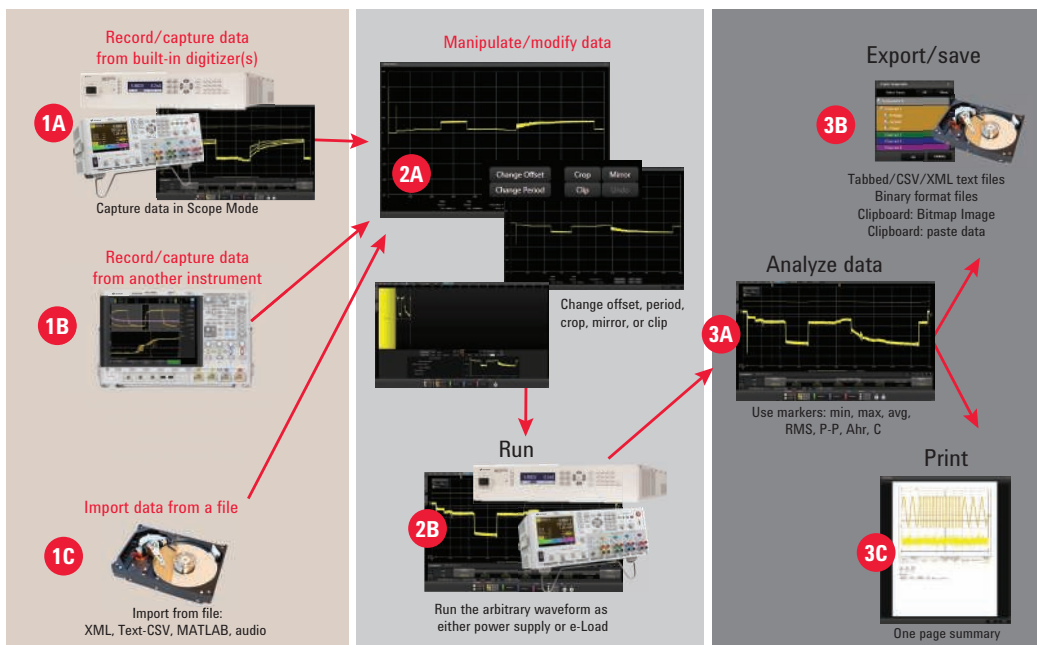 Record/capture data
from built-in digitizer(s)
1A
Capture data in Scope Mode
Record/capture data
from another instrument
1B
Import data from a file
1C
Import from file:
XML, Text-CSV, MATLAB, audio
Manipulate/modify data
2A
Change Offset
Crop
Mirror
Change Period
Clip
Undo
Change offset, period,
crop, mirror, or clip
Run
2B
Run the arbitrary waveform as
either power supply or e-Load
Export/save
3B
Tabbed/CSV/XML text files
Binary format files
Clipboard: Bitmap Image
Clipboard: paste data
Analyze data
3A
Use markers: min, max, avg,
RMS, P-P, Ahr, C
Print
3C
One page summary